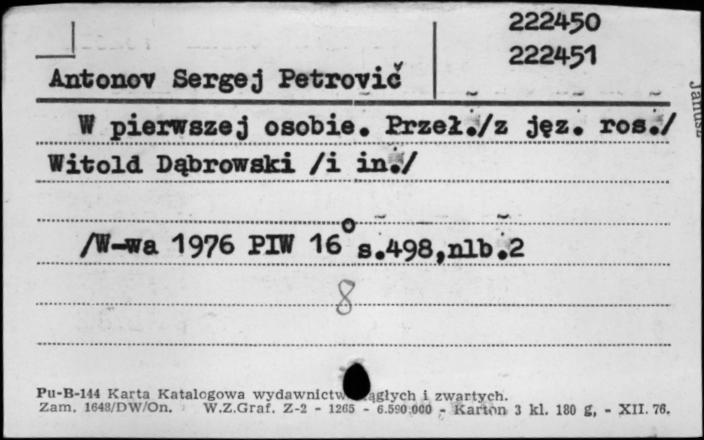 222450
222451
Antonov Sergej Petrovič
W pierwszej osobie. Przeł./z jęz. ros./
Witold Dąbrowski /i in./
/W-wa 1976 PIW 16° s.498,nlb.2
8
Pu-B-144 Karta Katalogowa wydawnictw ciągłych i zwartych.
Zam. 1648/DW/On. W.Z.Graf. Z-2 - 1265 - 6.590.000 - Karton 3 kl. 180 g, - XII. 76.
Janusz